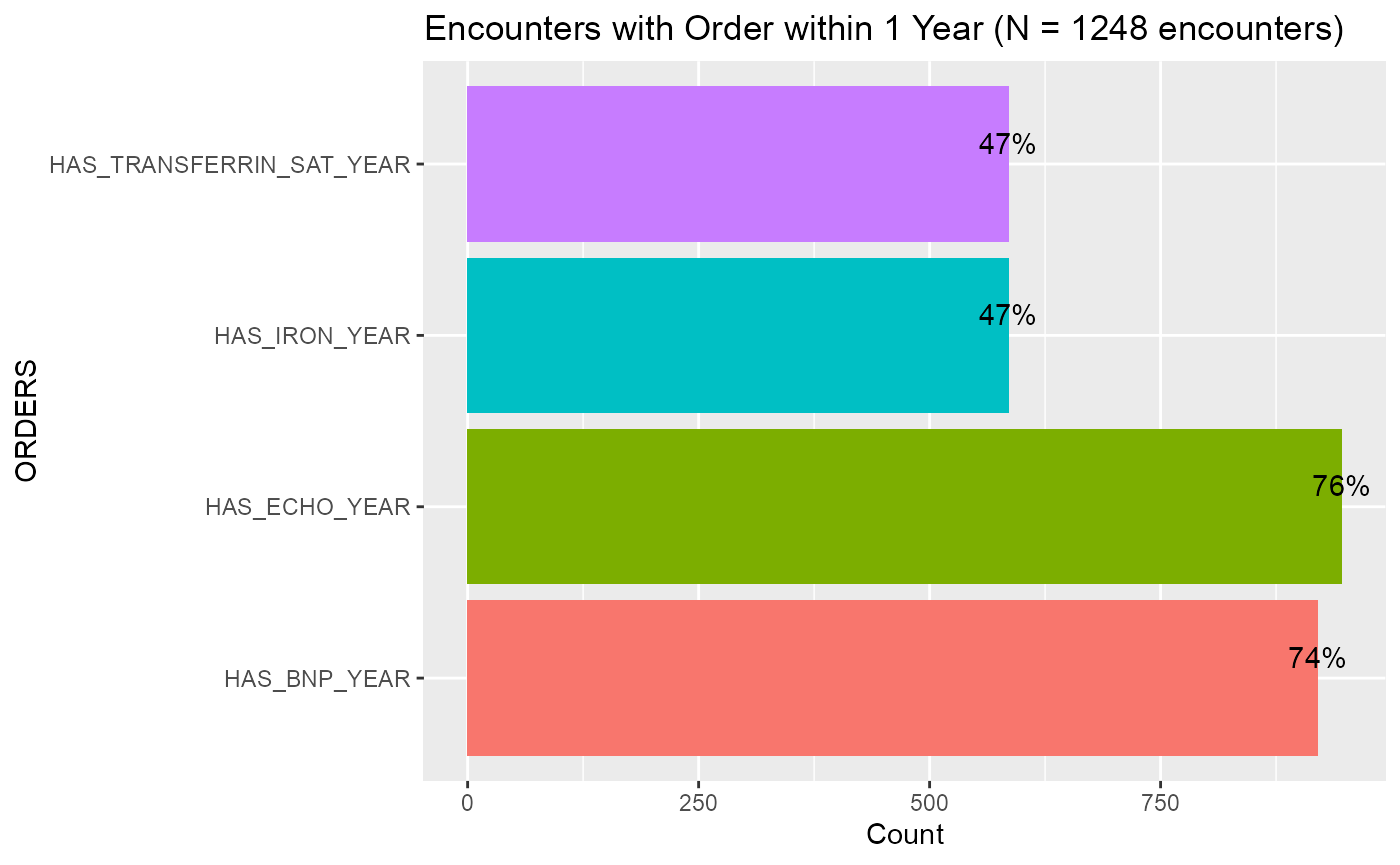 Encounters with Order within 1 Year (N = 1248 encounters)
HAS_TRANSFERRIN_SAT_YEAR
47%
HAS_IRON_YEAR
47%
HAS_ECHO_YEAR
76%
HAS_BNP_YEAR
74%
ORDERS
0 250 500 750
Count